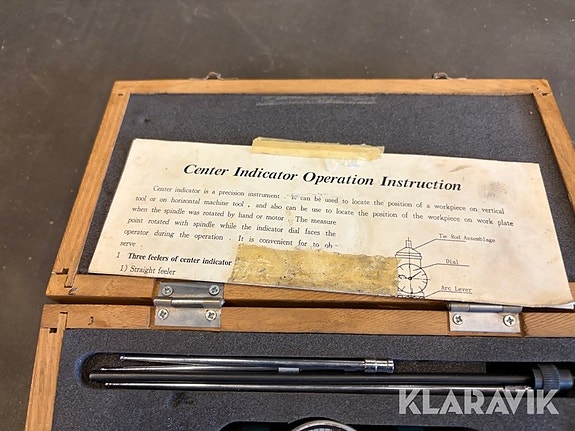 Center Indicator Operation Instruction
Center indicator is a precision instrument . It can be used to locate the position of a workpiece on vertical
tool or on horizontal machine tool , and also can be use to locate the position of the workpiece on work plate
when the spindle was rotated by hand or motor . The measure
point rotated with spindle while the indicator dial faces the
operator during the operation . It is convenient for to ob
serve .
1 Three feelers of center indicator
1) Straight feeler
Tie Rod Assemblage
Dial
Arc Lever
KLARAVIK